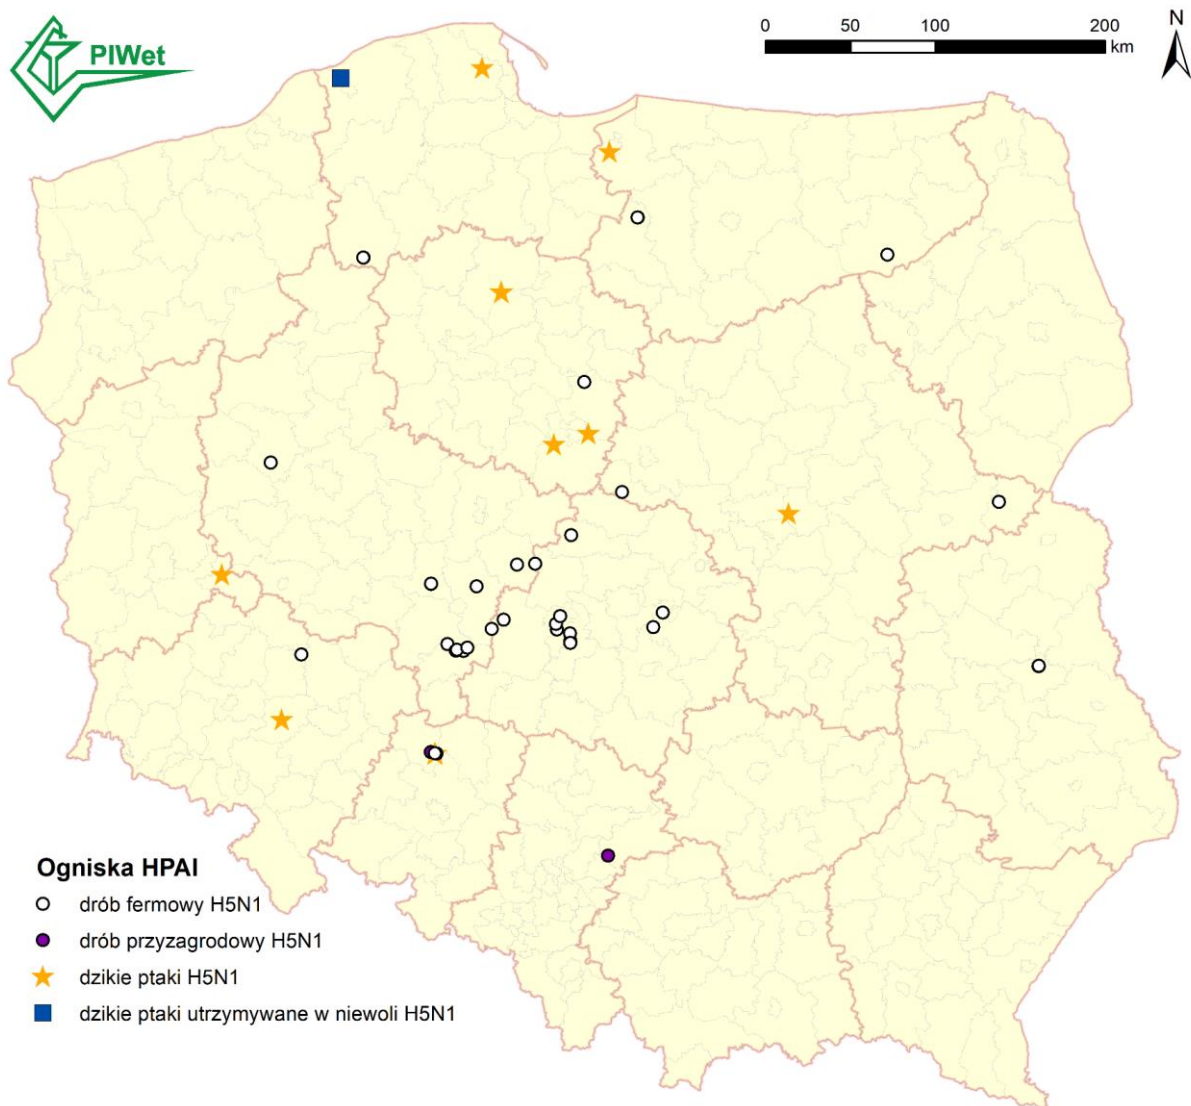 PIWet
0 50 100 200
km
N
Ogniska HPAI
drób fermowy H5N1
drób przyzagrodowy H5N1
dzikie ptaki H5N1
dzikie ptaki utrzymywane w niewoli H5N1